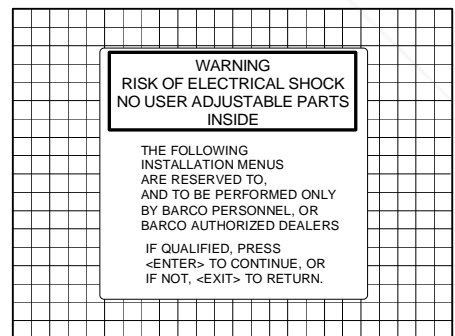 WARNING
RISK OF ELECTRICAL SHOCK
NO USER ADJUSTABLE PARTS
INSIDE
THE FOLLOWING
INSTALLATION MENUS
ARE RESERVED TO,
AND TO BE PERFORMED ONLY
BY BARCO PERSONNEL, OR
BARCO AUTHORIZED DEALERS
IF QUALIFIED, PRESS
<ENTER> TO CONTINUE, OR
IF NOT, <EXIT> TO RETURN.